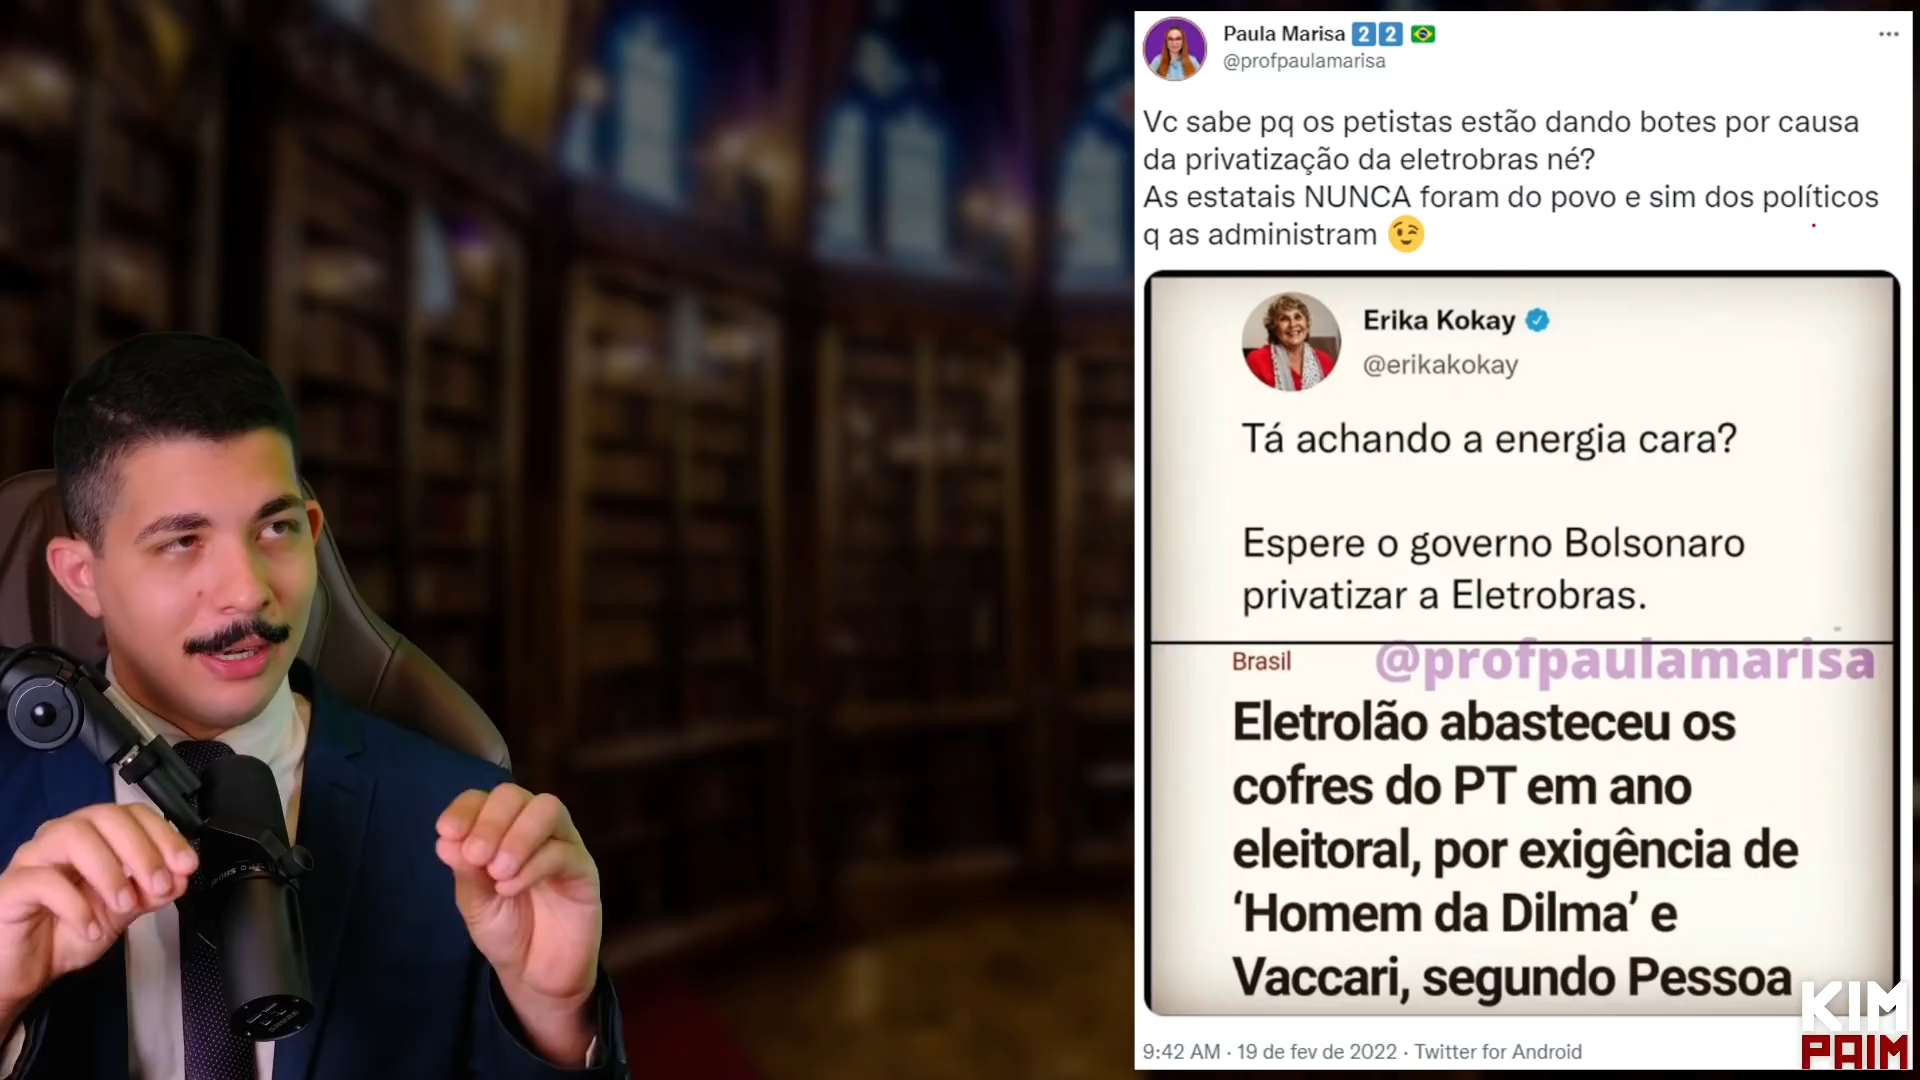 Paula Marisa 2 2
@profpaulamarisa
Vc sabe pq os petistas estão dando botes por causa
da privatização da eletrobras né?
As estatais NUNCA foram do povo e sim dos políticos
q as administram
Erika Kokay
@erikakokay
Tá achando a energia cara?
Espere o governo Bolsonaro
privatizar a Eletrobras.
@profpaulamarisa
Brasil
Eletrolão abasteceu os
cofres do PT em ano
eleitoral, por exigência de
‘Homem da Dilma’ e
Vaccari, segundo Pessoa
9:42 AM · 19 de fev de 2022 · Twitter for Android
KIM
PAIM